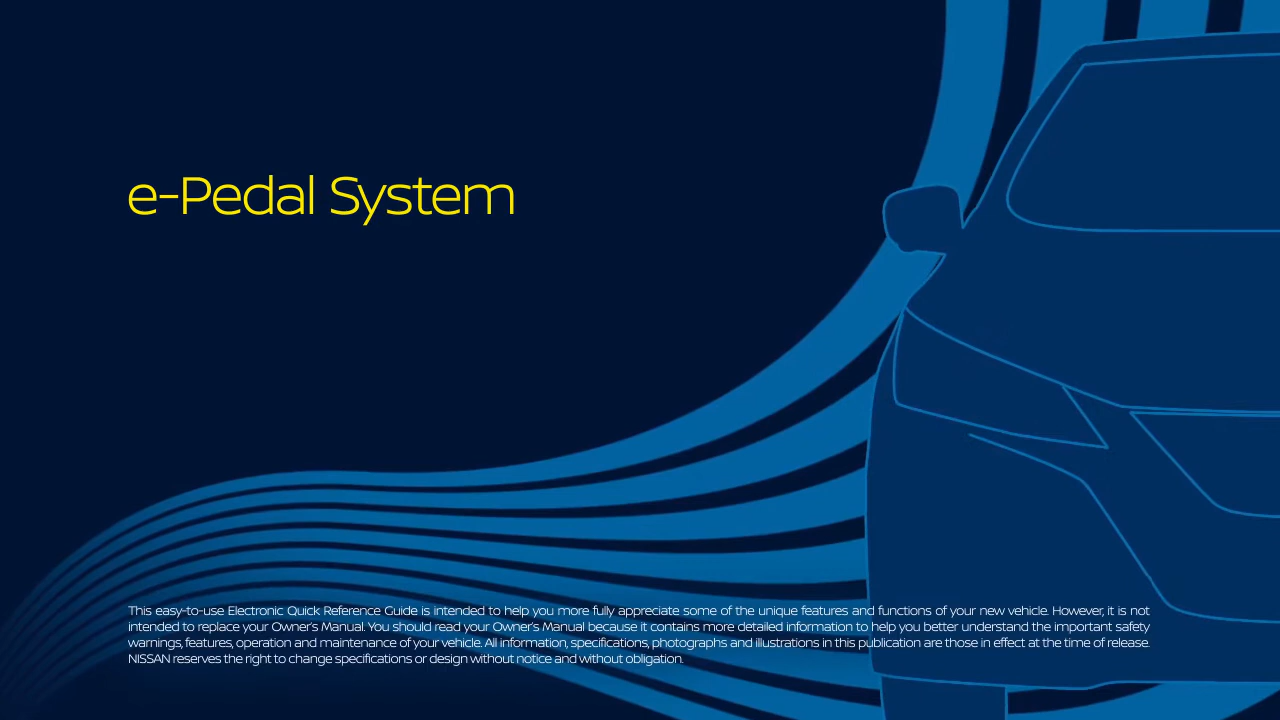 e-Pedal System
This easy-to-use Electronic Quick Reference Guide is intended to help you more fully appreciate some of the unique features and functions of your new vehicle. However, it is not
intended to replace your Owner's Manual. You should read your Owner's Manual because it contains more detailed information to help you better understand the important safety
warnings, features, operation and maintenance of your vehicle. All information, specifications, photographs and illustrations in this publication are those in effect at the time of release.
NISSAN reserves the right to change specifications or design without notice and without obligation.